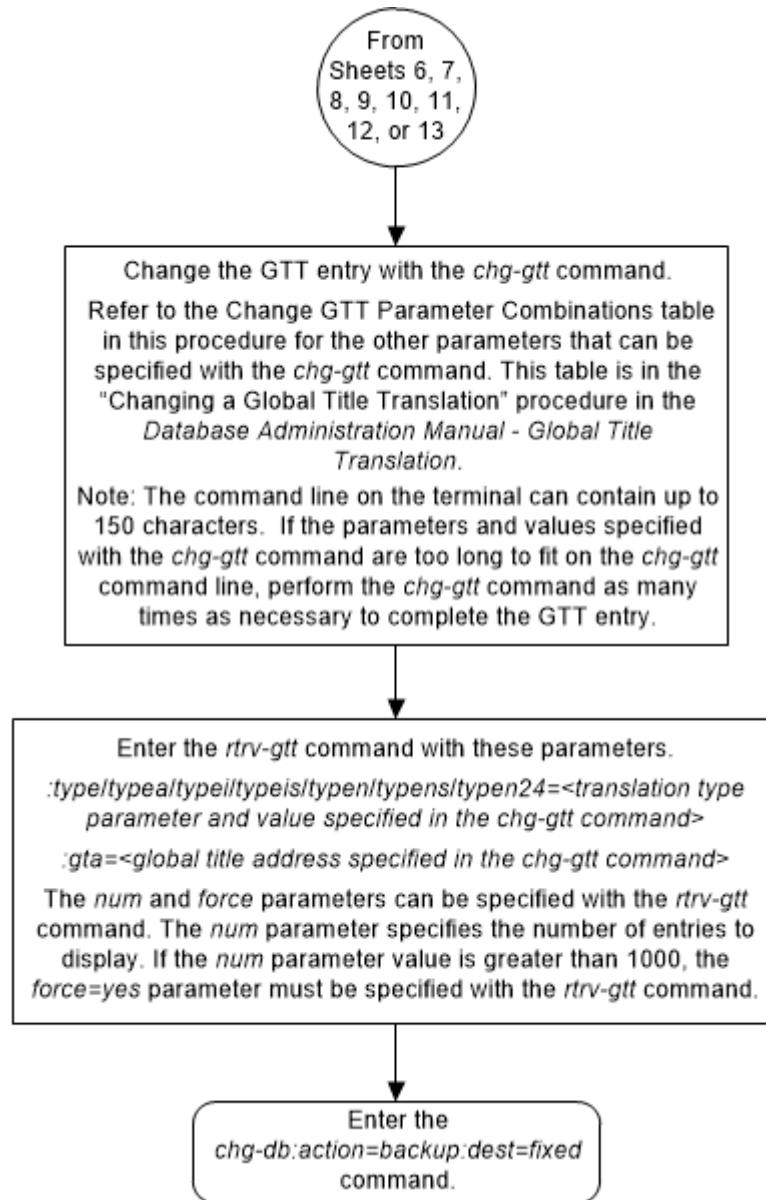 From
Sheets 6, 7,
8, 9, 10, 11,
12, or 13
Change the GTT entry with the chg-gtt command.
Refer to the Change GTT Parameter Combinations table
in this procedure for the other parameters that can be
specified with the chg-gtt command. This table is in the
“Changing a Global Title Translation” procedure in the
Database Administration Manual - Global Title
Translation.
Note: The command line on the terminal can contain up to
150 characters.  If the parameters and values specified
with the chg-gtt command are too long to fit on the chg-gtt
command line, perform the chg-gtt command as many
times as necessary to complete the GTT entry.
Enter the rtrv-gtt command with these parameters.
:type/typea/typei/typeis/typen/typens/typen24=<translation type
parameter and value specified in the chg-gtt command>
:gta=<global title address specified in the chg-gtt command>
The num and force parameters can be specified with the rtrv-gtt
command. The num parameter specifies the number of entries to
display. If the num parameter value is greater than 1000, the
force=yes parameter must be specified with the rtrv-gtt command.
Enter the
chg-db:action=backup:dest=fixed
command.